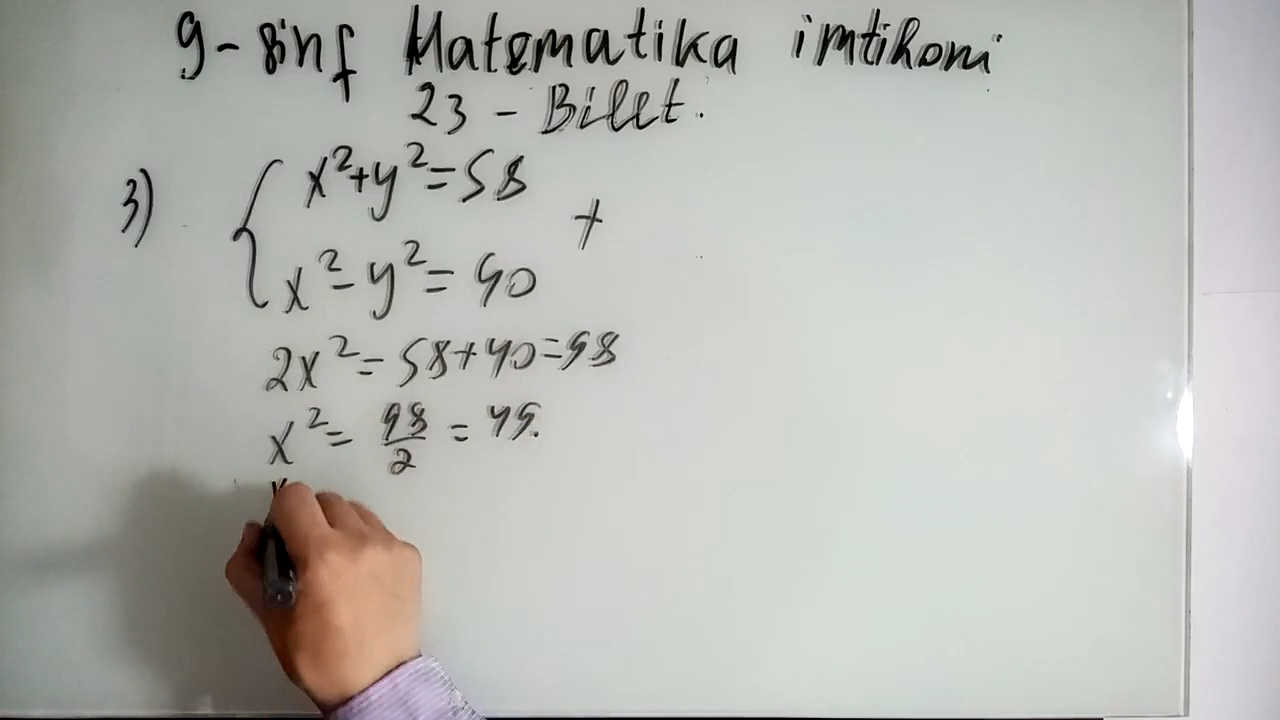 9-sinf Matematika imtihoni
23 - Bilet.
3) { x²+y²=58
x²-y²=40 +
2x²=58+40=98
x²= 98/2 = 49.